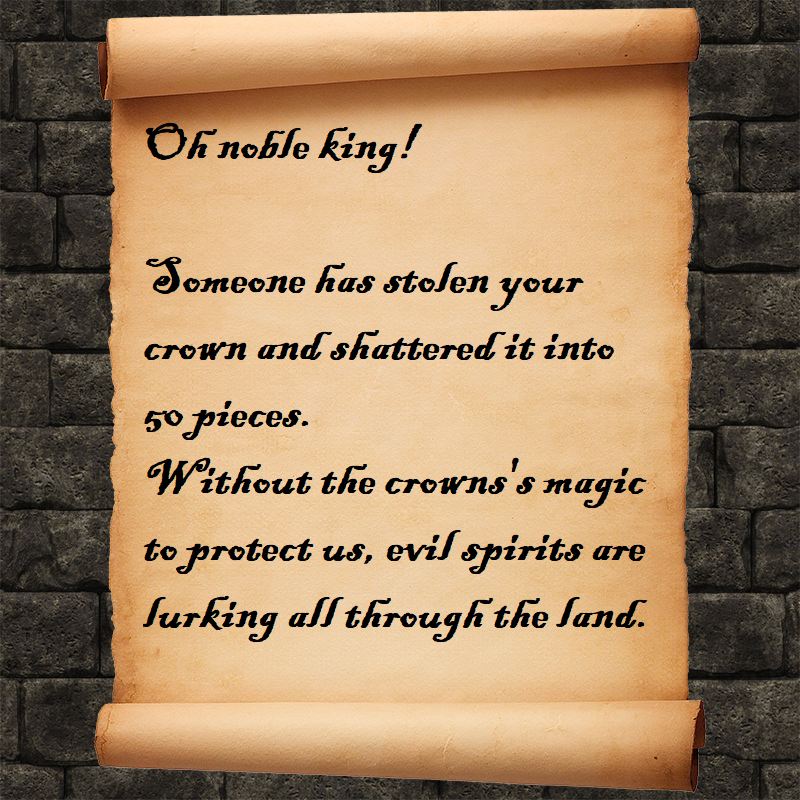 Oh noble king!
Someone has stolen your
crown and shattered it into
50 pieces.
Without the crowns's magic
to protect us, evil spirits are
lurking all through the land.